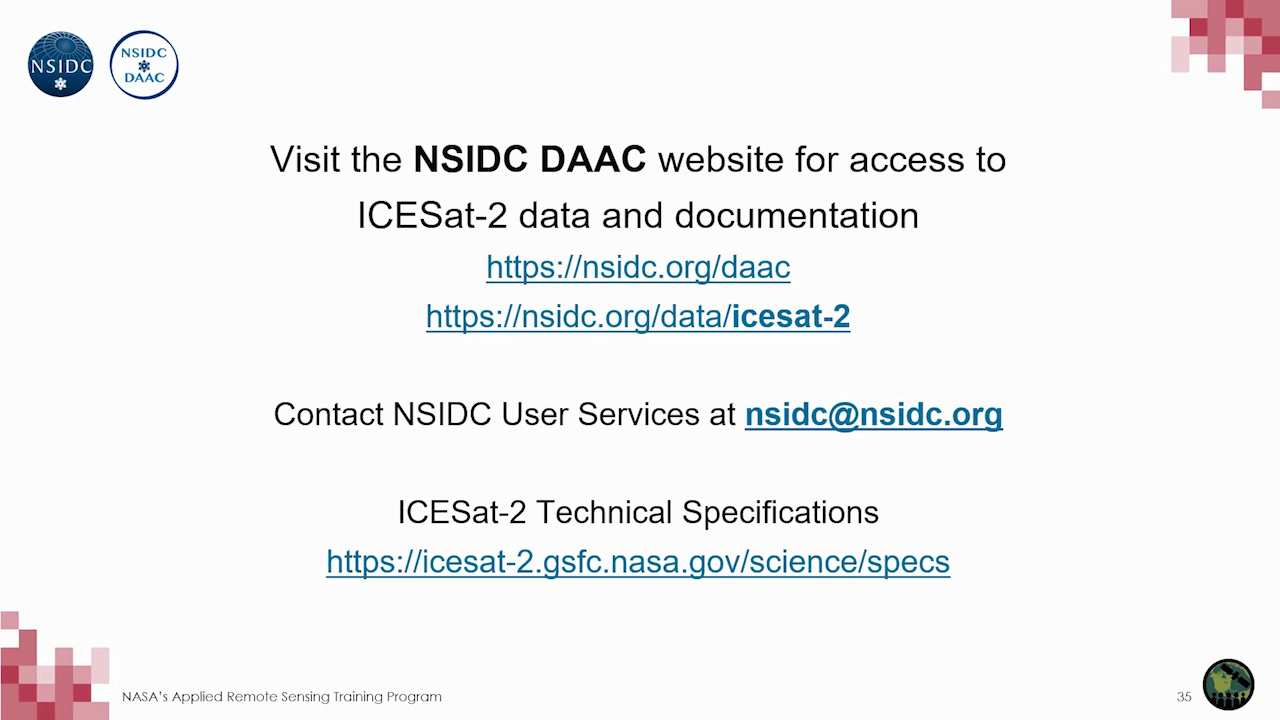 NSIDC
NSIDC
DAAC
Visit the NSIDC DAAC website for access to
ICESat-2 data and documentation
https://nsidc.org/daac
https://nsidc.org/data/icesat-2
Contact NSIDC User Services at nsidc@nsidc.org
ICESat-2 Technical Specifications
https://icesat-2.gsfc.nasa.gov/science/specs
NASA's Applied Remote Sensing Training Program
35